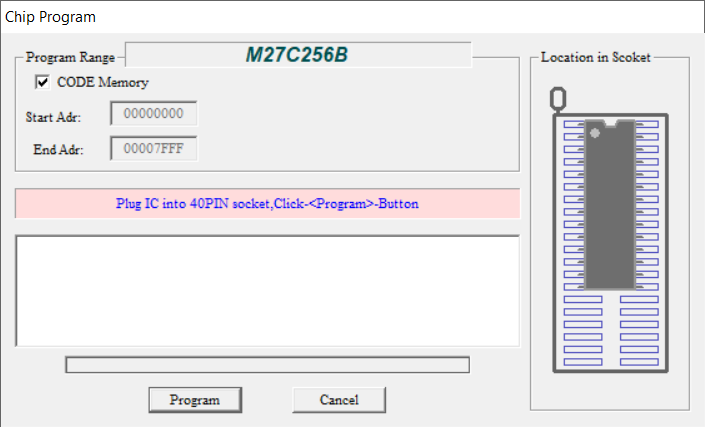 Chip Program
Program Range
M27C256B
CODE Memory
Start Adr:
00000000
End Adr:
00007FFF
Plug IC into 40PIN socket,Click-<Program>-Button
Program
Cancel
Location in Scoket